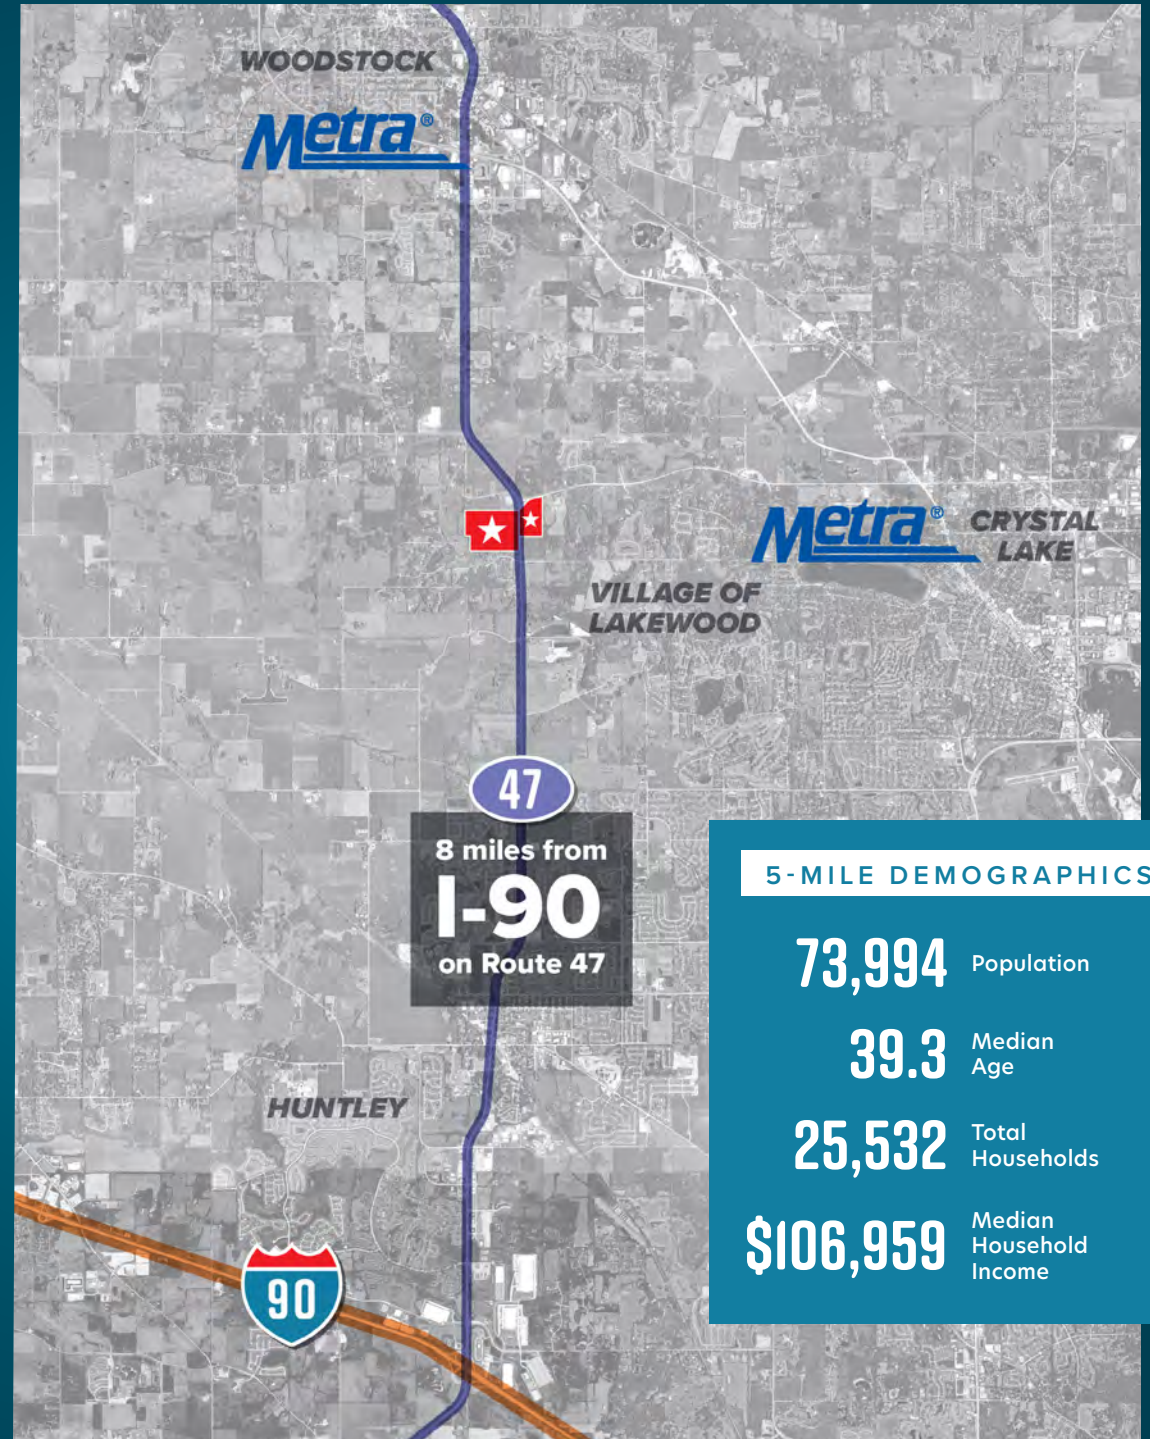 WOODSTOCK
Metra®
Metra®
CRYSTAL
LAKE
VILLAGE OF
LAKEWOOD
47
8 miles from
I-90
on Route 47
5-MILE DEMOGRAPHICS
73,994 Population
39.3 Median
Age
25,532 Total
Households
$106,959 Median
Household
Income
HUNTLEY
90